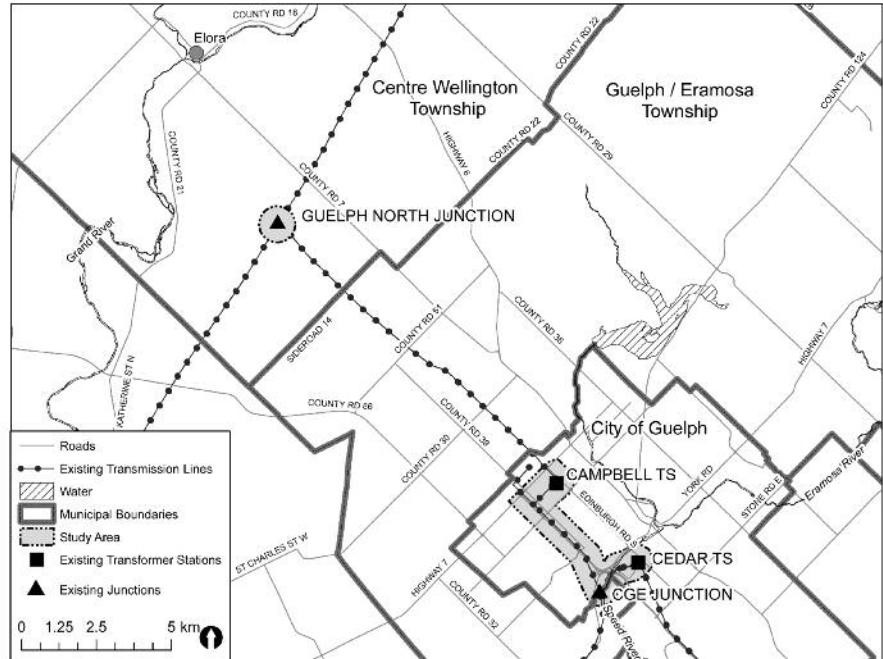 COUNTY RD 18
Elora
COUNTY RD 22
COUNTY RD 124
Centre Wellington
Township
Guelph / Eramosa
Township
HIGHWAY 6
COUNTY RD 22
COUNTY RD 29
COUNTY RD 21
COUNTY RD 7
GUELPH NORTH JUNCTION
Grand River
SIDEROAD 14
COUNTY RD 51
COUNTY RD 35
HIGHWAY 7
KATHERINE ST N
COUNTY RD 86
COUNTY RD 39
COUNTY RD 30
City of Guelph
CAMPBELL TS
YORK RD
STONE RD E
Eramosa River
EDINBURGH RD S
CEDAR TS
CGE JUNCTION
Speed River
ST CHARLES ST W
HIGHWAY 7
COUNTY RD 32
Roads
Existing Transmission Lines
Water
Municipal Boundaries
Study Area
Existing Transformer Stations
Existing Junctions
0 1.25 2.5 5 km